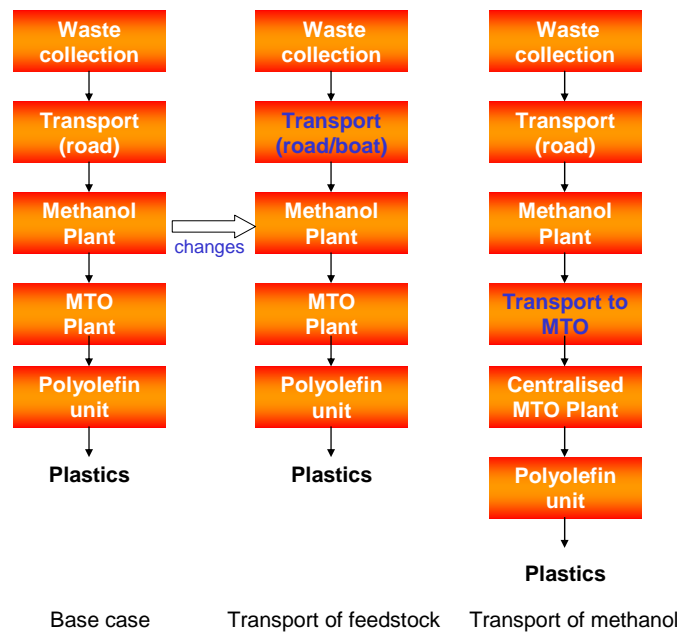 Waste
collection
Transport
(road)
Methanol
Plant
MTO
Plant
Polyolefin
unit
Plastics
Base case
changes
Waste
collection
Transport
(road/boat)
Methanol
Plant
MTO
Plant
Polyolefin
unit
Plastics
Transport of feedstock
Waste
collection
Transport
(road)
Methanol
Plant
Transport to
MTO
Centralised
MTO Plant
Polyolefin
unit
Plastics
Transport of methanol